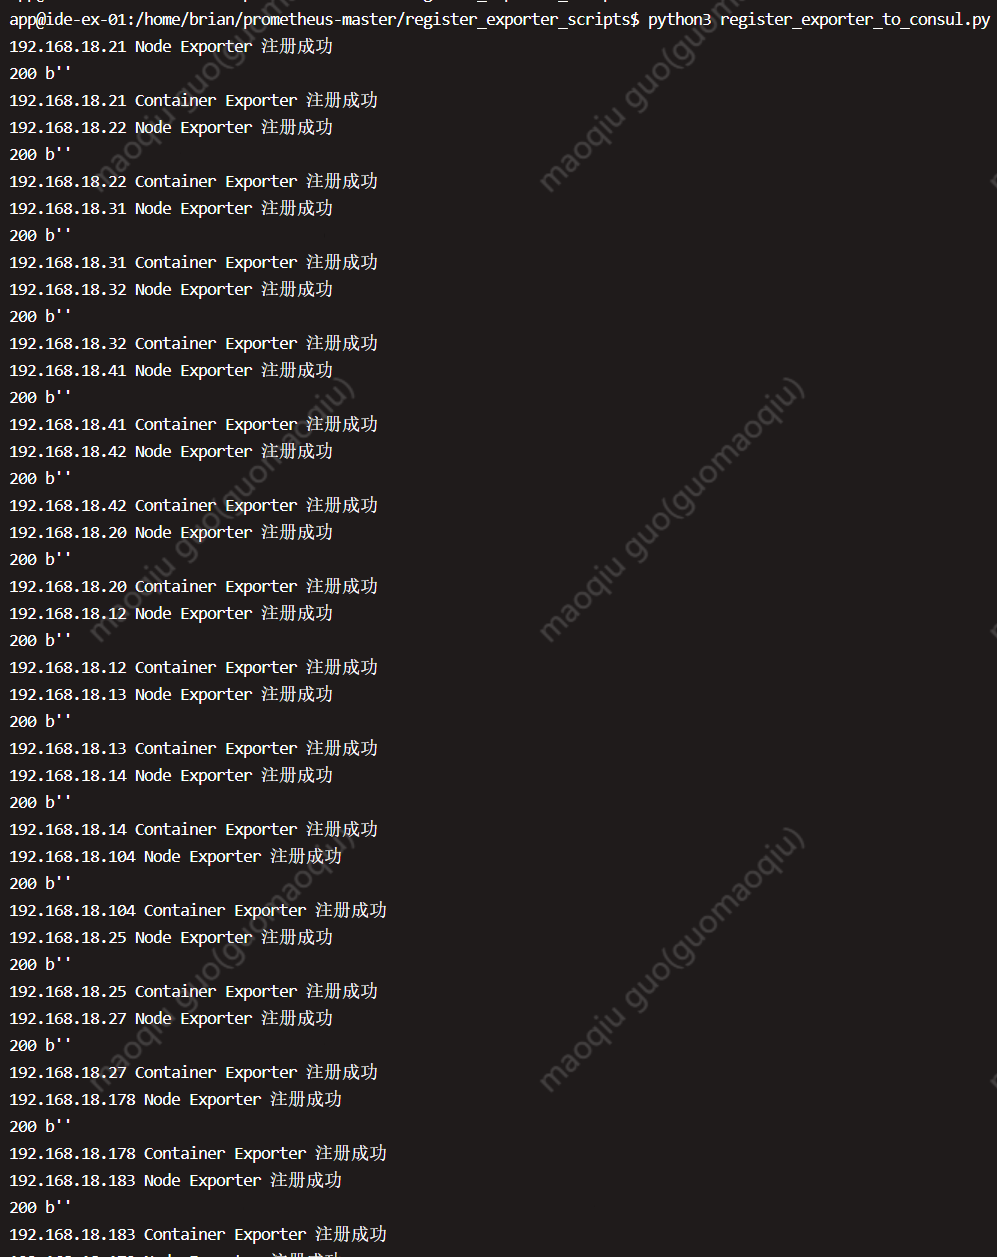 app@ide-ex-01:/home/brian/prometheus-master/register_exporter_scripts$ python3 register_exporter_to_consul.py
192.168.18.21 Node Exporter 注册成功
200 b''
192.168.18.21 Container Exporter 注册成功
192.168.18.22 Node Exporter 注册成功
200 b''
192.168.18.22 Container Exporter 注册成功
192.168.18.31 Node Exporter 注册成功
200 b''
192.168.18.31 Container Exporter 注册成功
192.168.18.32 Node Exporter 注册成功
200 b''
192.168.18.32 Container Exporter 注册成功
192.168.18.41 Node Exporter 注册成功
200 b''
192.168.18.41 Container Exporter 注册成功
192.168.18.42 Node Exporter 注册成功
200 b''
192.168.18.42 Container Exporter 注册成功
192.168.18.20 Node Exporter 注册成功
200 b''
192.168.18.20 Container Exporter 注册成功
192.168.18.12 Node Exporter 注册成功
200 b''
192.168.18.12 Container Exporter 注册成功
192.168.18.13 Node Exporter 注册成功
200 b''
192.168.18.13 Container Exporter 注册成功
192.168.18.14 Node Exporter 注册成功
200 b''
192.168.18.14 Container Exporter 注册成功
192.168.18.104 Node Exporter 注册成功
200 b''
192.168.18.104 Container Exporter 注册成功
192.168.18.25 Node Exporter 注册成功
200 b''
192.168.18.25 Container Exporter 注册成功
192.168.18.27 Node Exporter 注册成功
200 b''
192.168.18.27 Container Exporter 注册成功
192.168.18.178 Node Exporter 注册成功
200 b''
192.168.18.178 Container Exporter 注册成功
192.168.18.183 Node Exporter 注册成功
200 b''
192.168.18.183 Container Exporter 注册成功
maoqiu guo(guomaoqiu)
maoqiu guo(guomaoqiu)
maoqiu guo(guomaoqiu)
maoqiu guo(guomaoqiu)